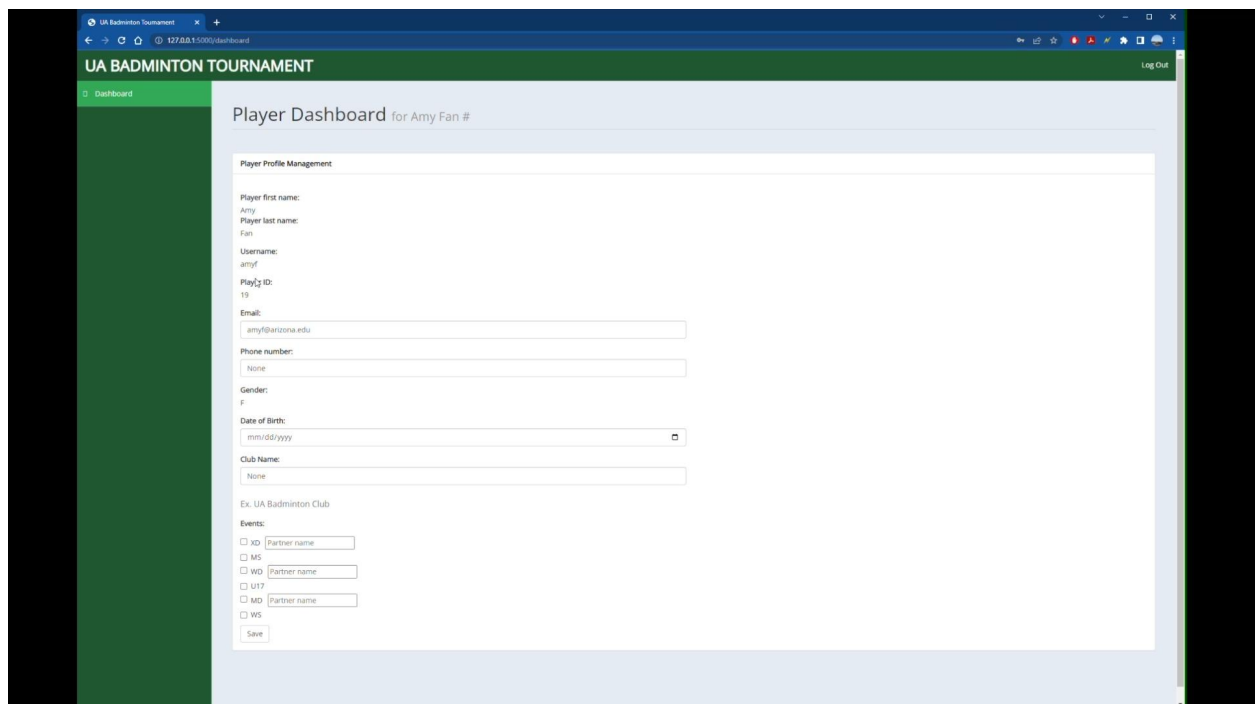 UA Badminton Tournament
127.0.0.1:5000/dashboard
UA BADMINTON TOURNAMENT
Log Out
Dashboard
Player Dashboard for Amy Fan #
Player Profile Management
Player first name:
Amy
Player last name:
Fan
Username:
amyf
Player ID:
19
Email:
amyf@arizona.edu
Phone number:
None
Gender:
F
Date of Birth:
mm/dd/yyyy
Club Name:
None
Ex. UA Badminton Club
Events:
XD Partner name
MS
WD Partner name
U17
MD Partner name
WS
Save